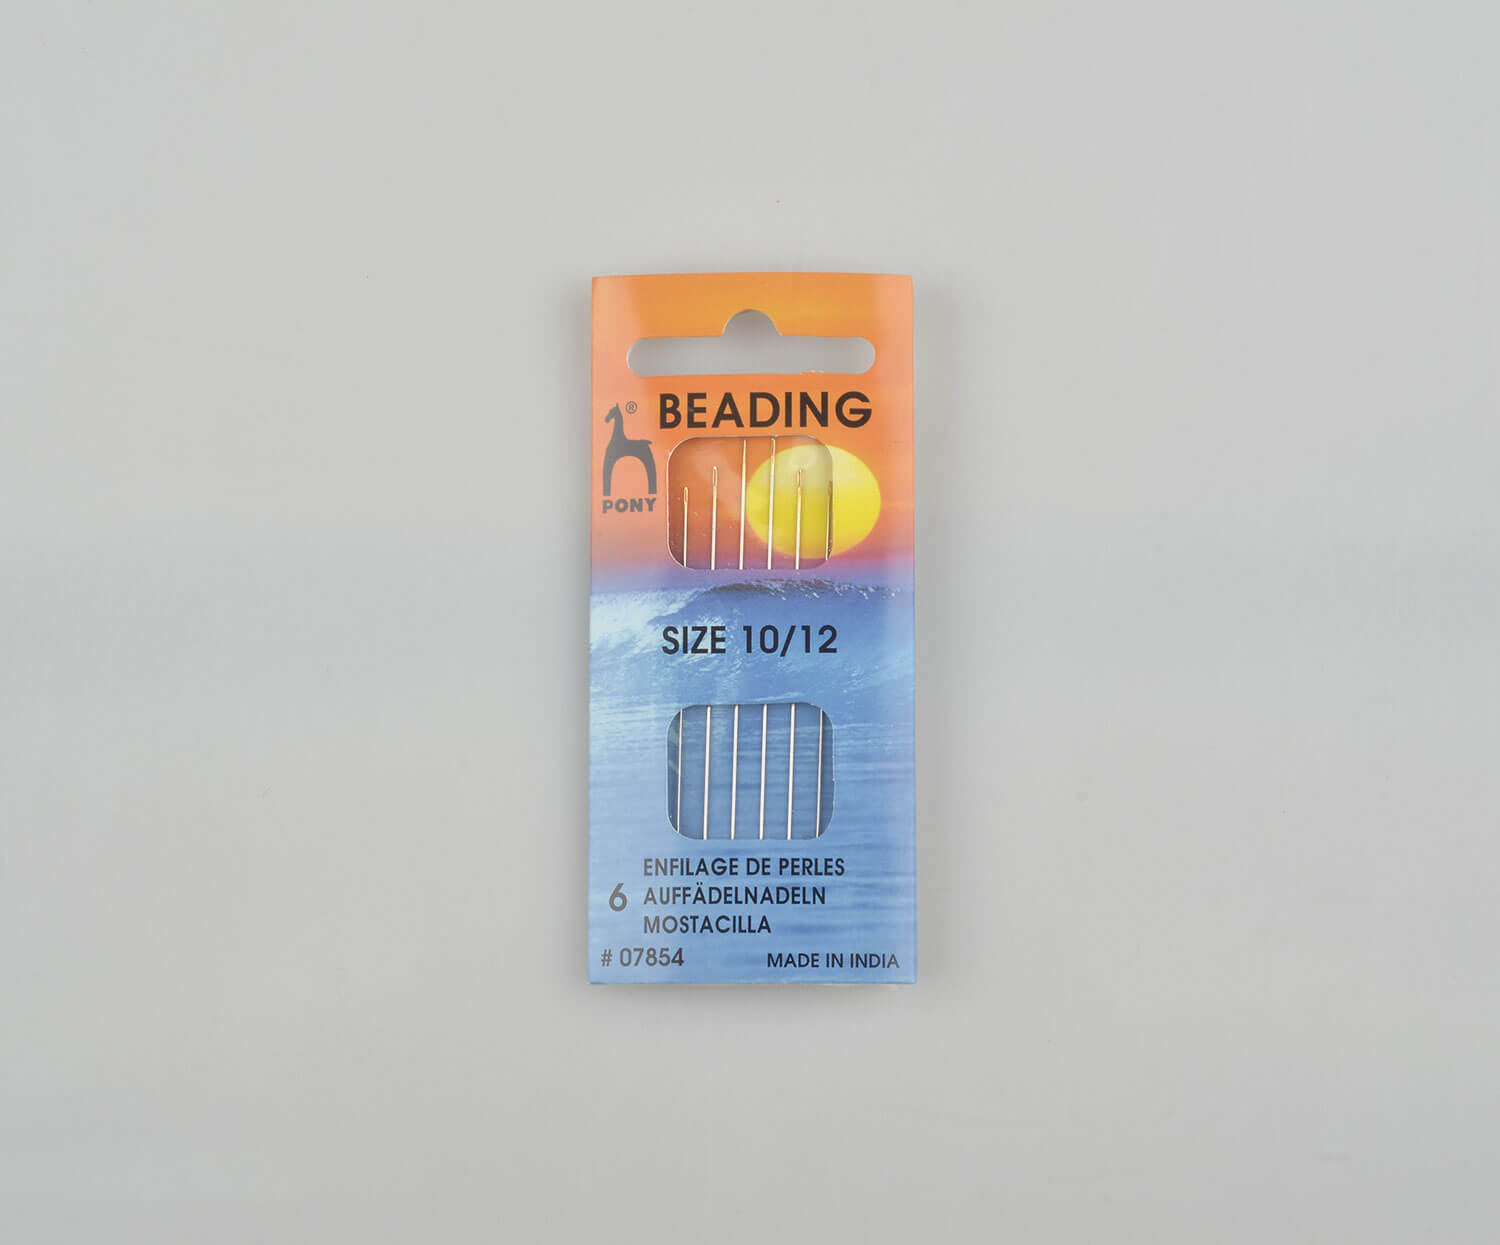 BEADING
®
PONY
SIZE 10/12
ENFILAGE DE PERLES
6 AUFFÄDELNADELN
MOSTACILLA
# 07854 MADE IN INDIA